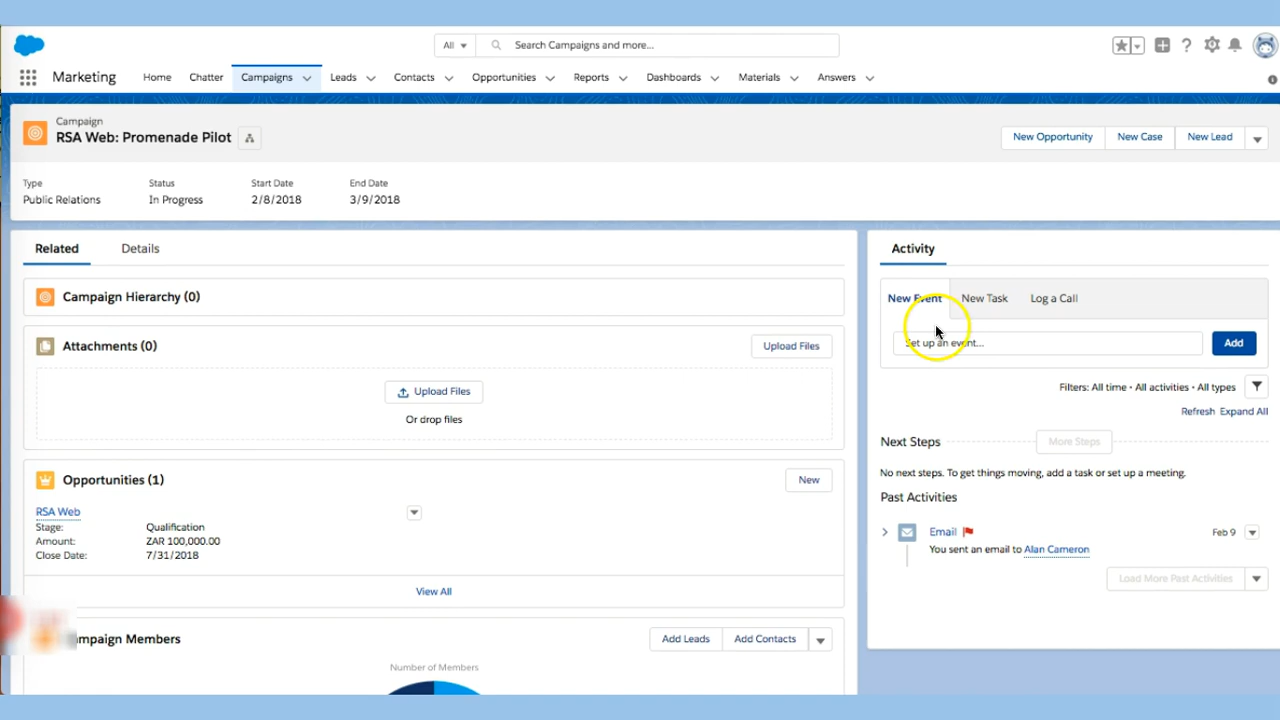 All
Search Campaigns and more...
Marketing
Home
Chatter
Campaigns
Leads
Contacts
Opportunities
Reports
Dashboards
Materials
Answers
Campaign
RSA Web: Promenade Pilot
New Opportunity
New Case
New Lead
Type
Status
Start Date
End Date
Public Relations
In Progress
2/8/2018
3/9/2018
Related
Details
Campaign Hierarchy (0)
Attachments (0)
Upload Files
Upload Files
Or drop files
Opportunities (1)
New
RSA Web
Stage: Qualification
Amount: ZAR 100,000.00
Close Date: 7/31/2018
View All
mpaign Members
Add Leads
Add Contacts
Number of Members
Activity
New Event
New Task
Log a Call
Set up an event...
Add
Filters: All time • All activities • All types
Refresh Expand All
Next Steps
More Steps
No next steps. To get things moving, add a task or set up a meeting.
Past Activities
Email
Feb 9
You sent an email to Alan Cameron
Load More Past Activities